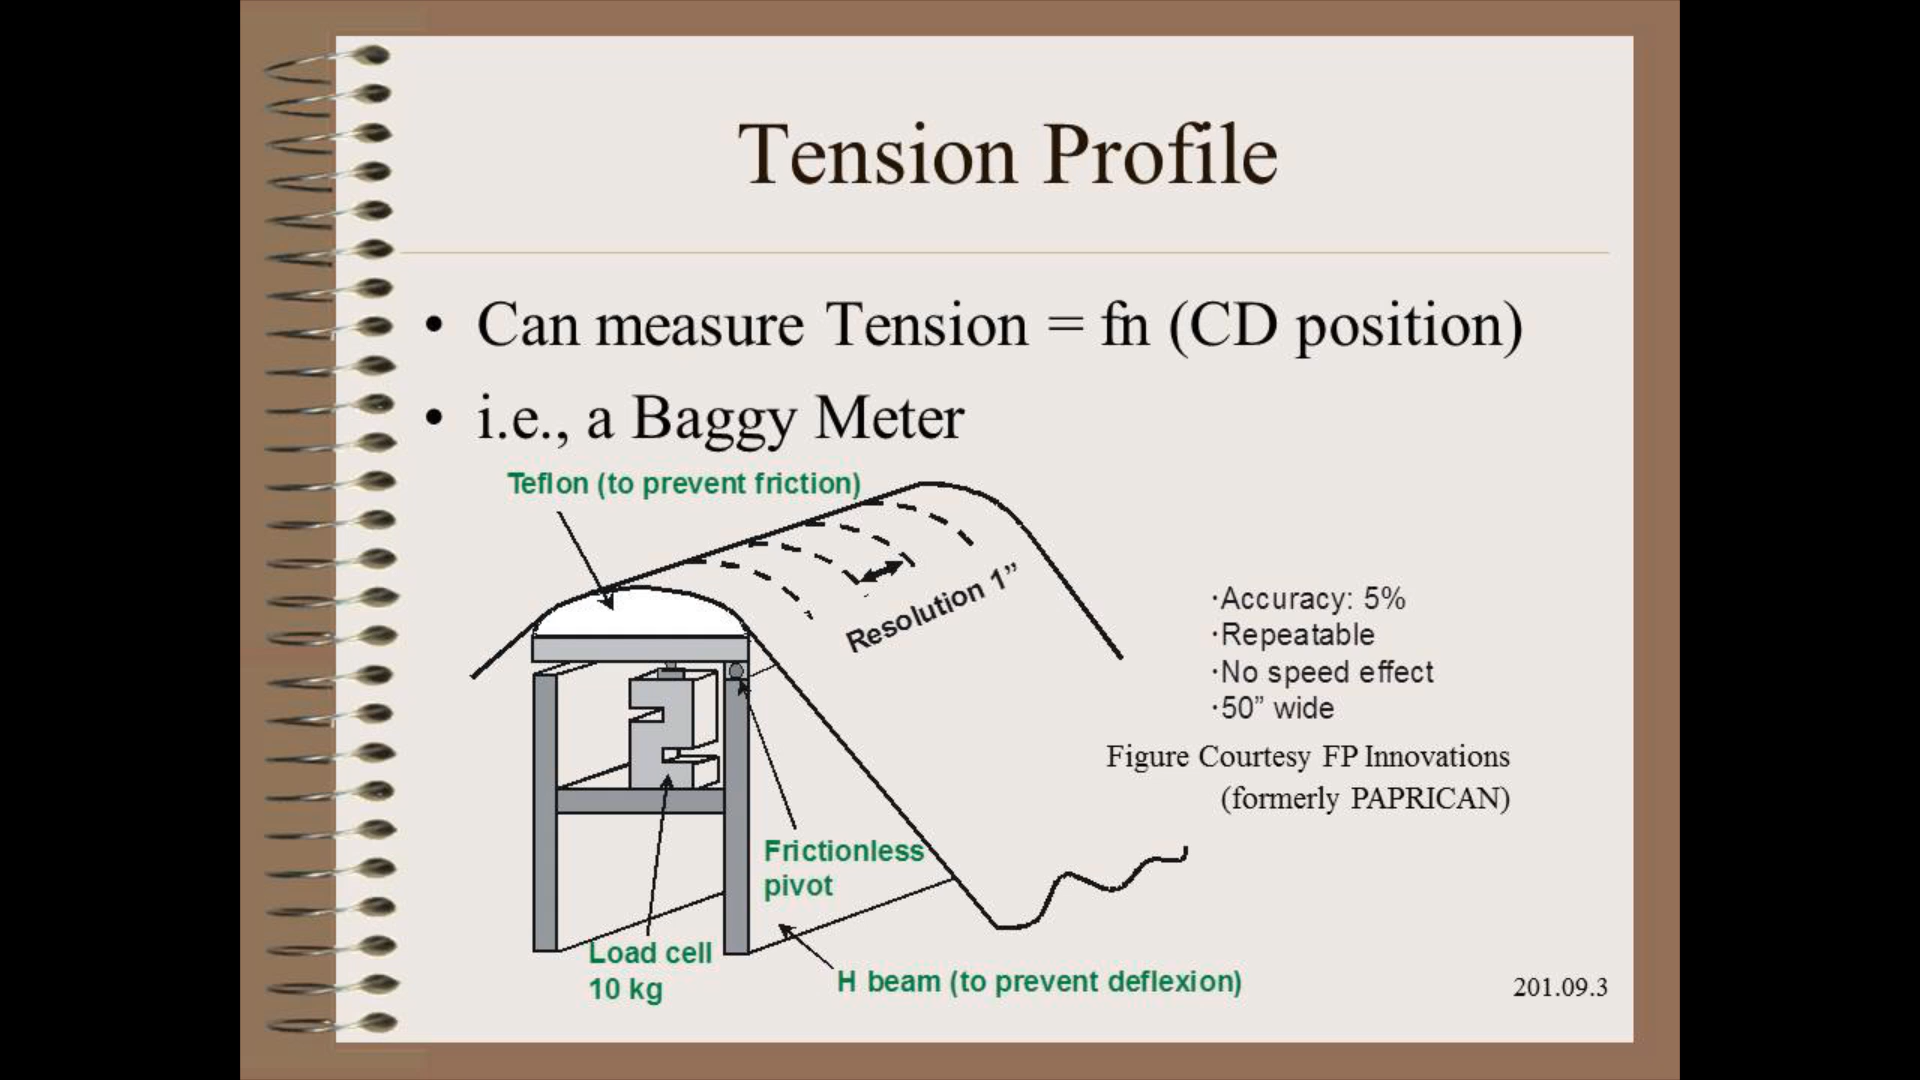 Tension Profile
• Can measure Tension = fn (CD position)
• i.e., a Baggy Meter
Teflon (to prevent friction)
Resolution 1”
·Accuracy: 5%
·Repeatable
·No speed effect
·50” wide
Figure Courtesy FP Innovations
(formerly PAPRICAN)
Frictionless
pivot
Load cell
10 kg
H beam (to prevent deflexion)
201.09.3